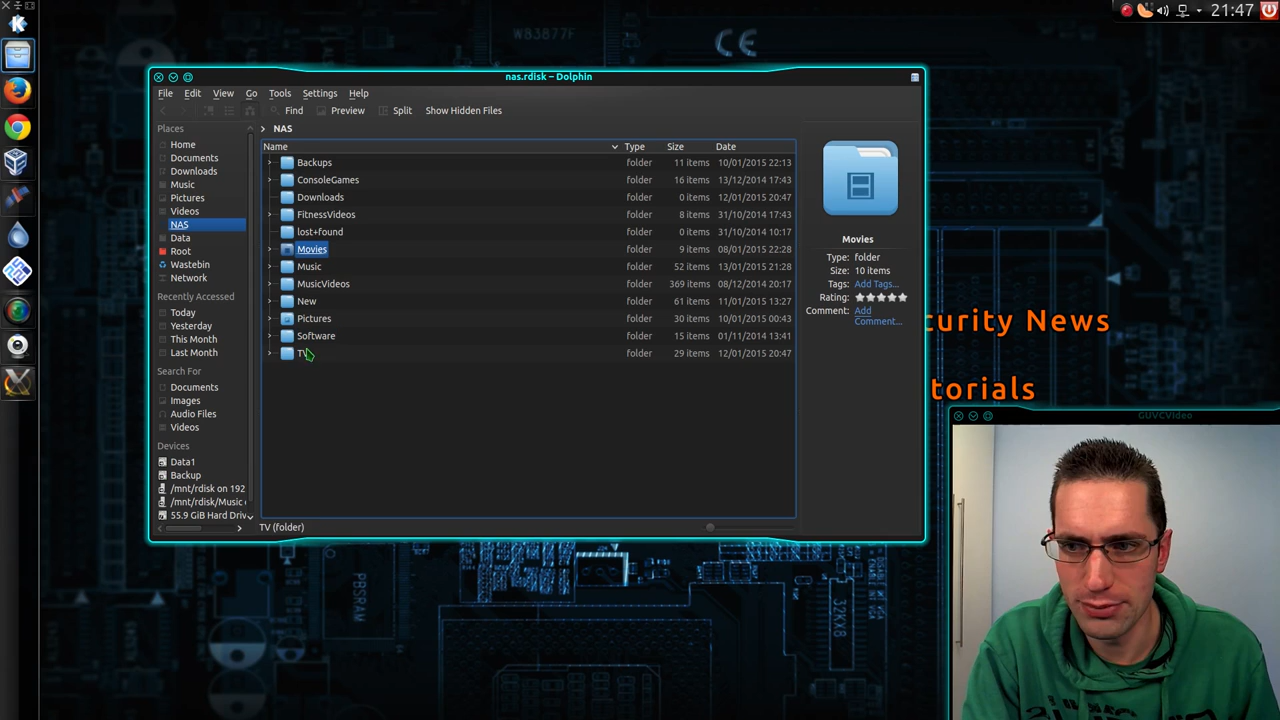 21:47
W83877F
nas.rdisk – Dolphin
File Edit View Go Tools Settings Help
Find Preview Split Show Hidden Files
Places
Home
Documents
Downloads
Music
Pictures
Videos
NAS
Data
Root
Wastebin
Network
Recently Accessed
Today
Yesterday
This Month
Last Month
Search For
Documents
Images
Audio Files
Videos
Devices
Data1
Backup
/mnt/rdisk on 192
/mnt/rdisk/Music
55.9 GiB Hard Driv
NAS
Name Type Size Date
Backups folder 11 items 10/01/2015 22:13
ConsoleGames folder 16 items 13/12/2014 17:43
Downloads folder 0 items 12/01/2015 20:47
FitnessVideos folder 8 items 31/10/2014 17:43
lost+found folder 0 items 31/10/2014 10:17
Movies folder 9 items 08/01/2015 22:28
Music folder 52 items 13/01/2015 21:28
MusicVideos folder 369 items 08/12/2014 20:17
New folder 61 items 11/01/2015 13:27
Pictures folder 30 items 10/01/2015 00:43
Software folder 15 items 01/11/2014 13:41
TV folder 29 items 12/01/2015 20:47
TV (folder)
Movies
Type: folder
Size: 10 items
Tags: Add Tags...
Rating:
Comment: Add
Comment...
curity News
torials
GUVCVideo
PBSRAM
32KX8